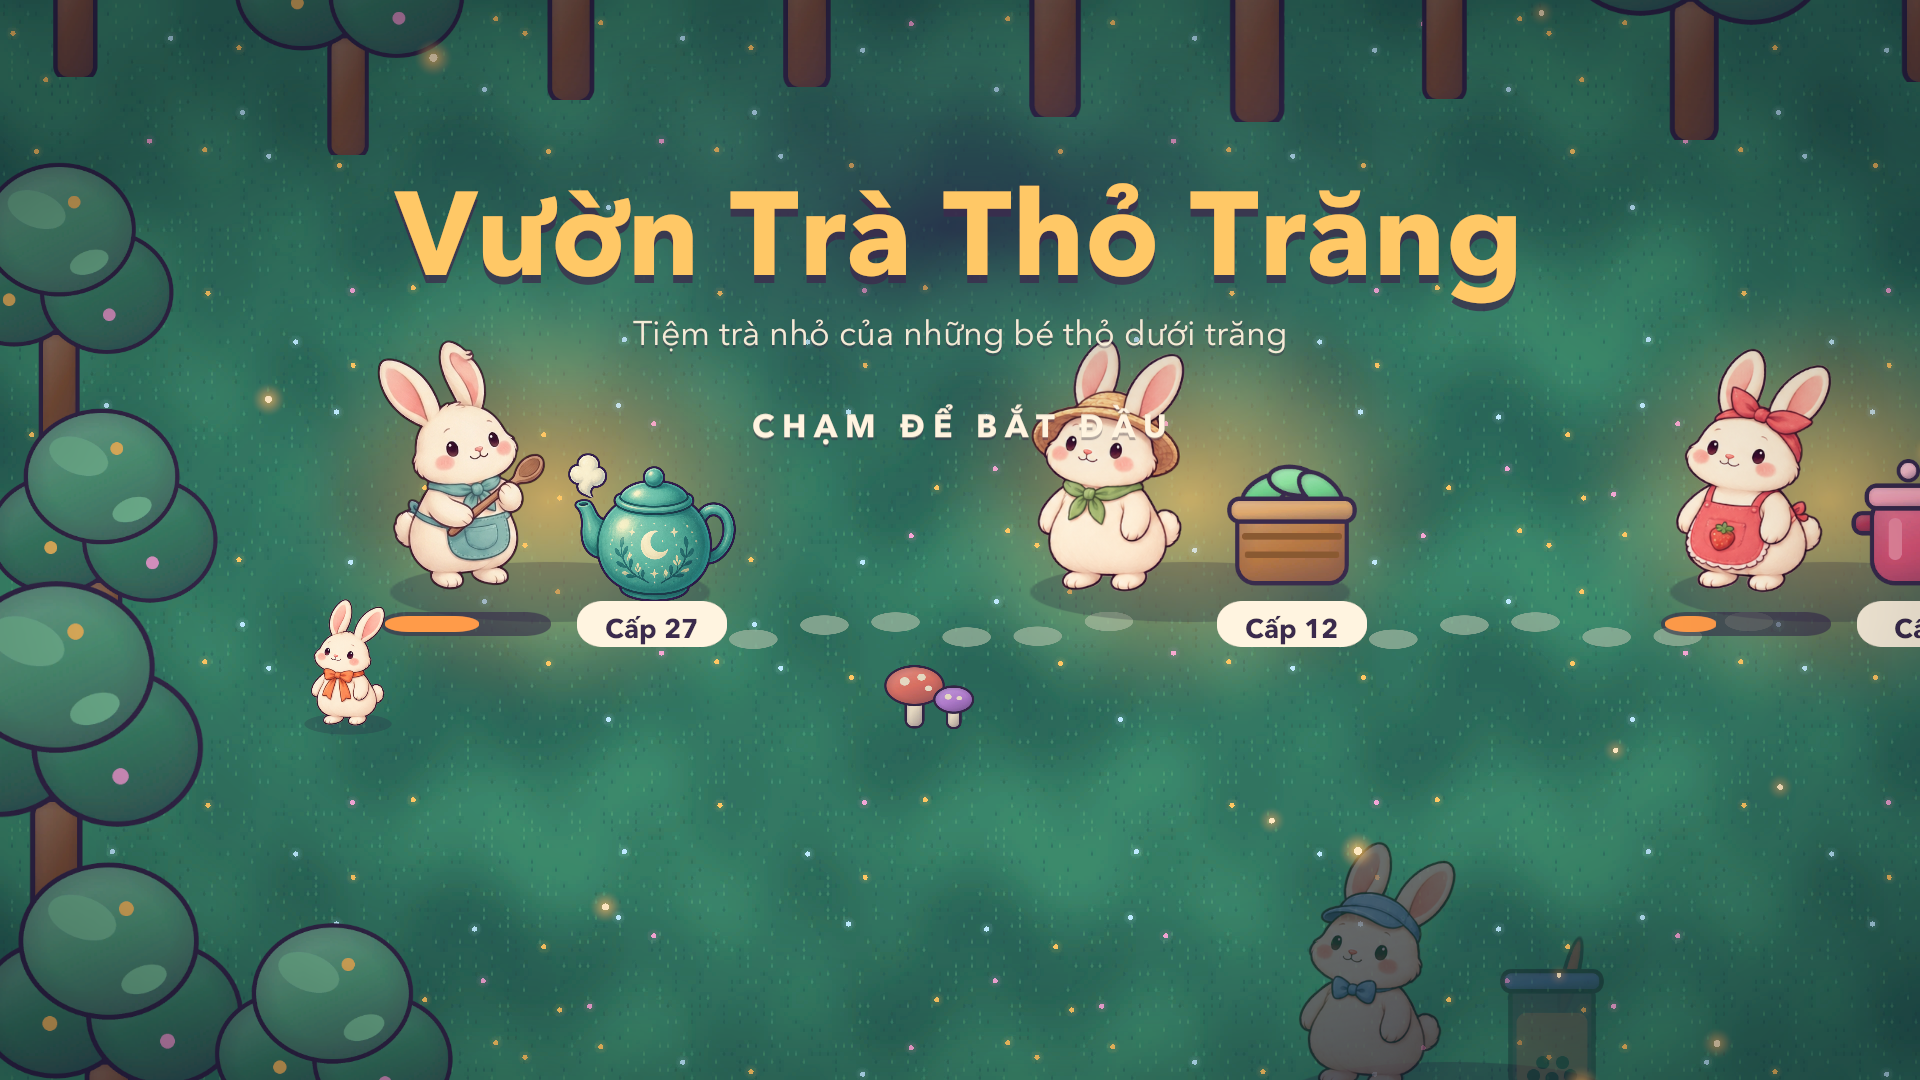 Vườn Trà Thỏ Trăng
Tiệm trà nhỏ của những bé thỏ dưới trăng
CHẠM ĐỂ BẮT ĐẦU
Cấp 27
Cấp 12